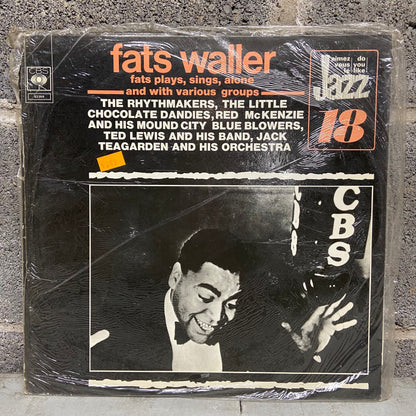 CBS
fats waller
fats plays, sings, alone
and with various groups
THE RHYTHMAKERS, THE LITTLE
CHOCOLATE DANDIES, RED McKENZIE
AND HIS MOUND CITY BLUE BLOWERS,
TED LEWIS AND HIS BAND, JACK
TEAGARDEN AND HIS ORCHESTRA
aimez do
vous you
le like
Jazz
18
CBS